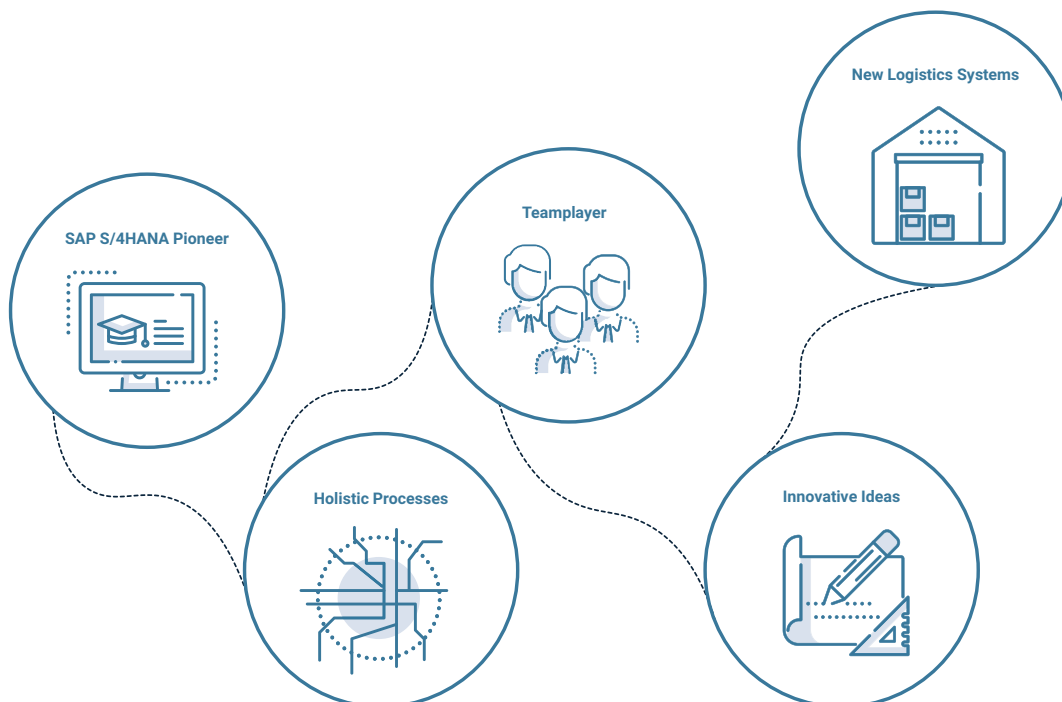 New Logistics Systems
Teamplayer
SAP S/4HANA Pioneer
Innovative Ideas
Holistic Processes